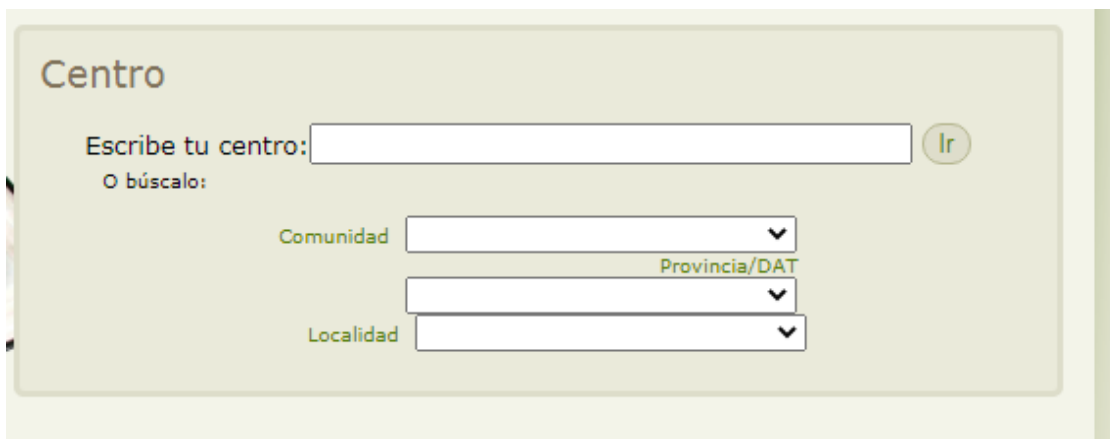 Centro
Escribe tu centro:
Ir
O búscalo:
Comunidad
Provincia/DAT
Localidad